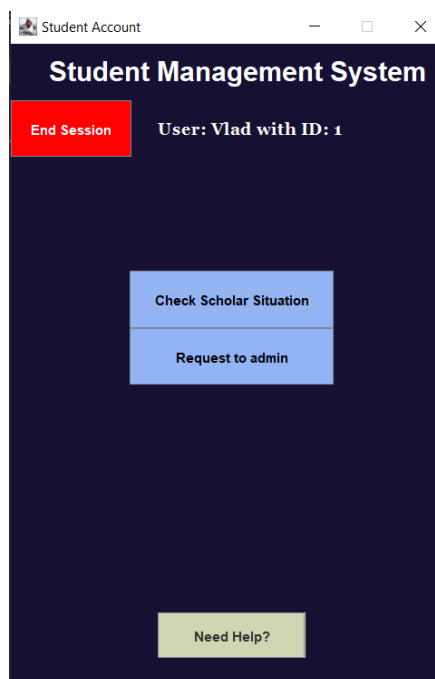 Student Account
Student Management System
End Session
User: Vlad with ID: 1
Check Scholar Situation
Request to admin
Need Help?